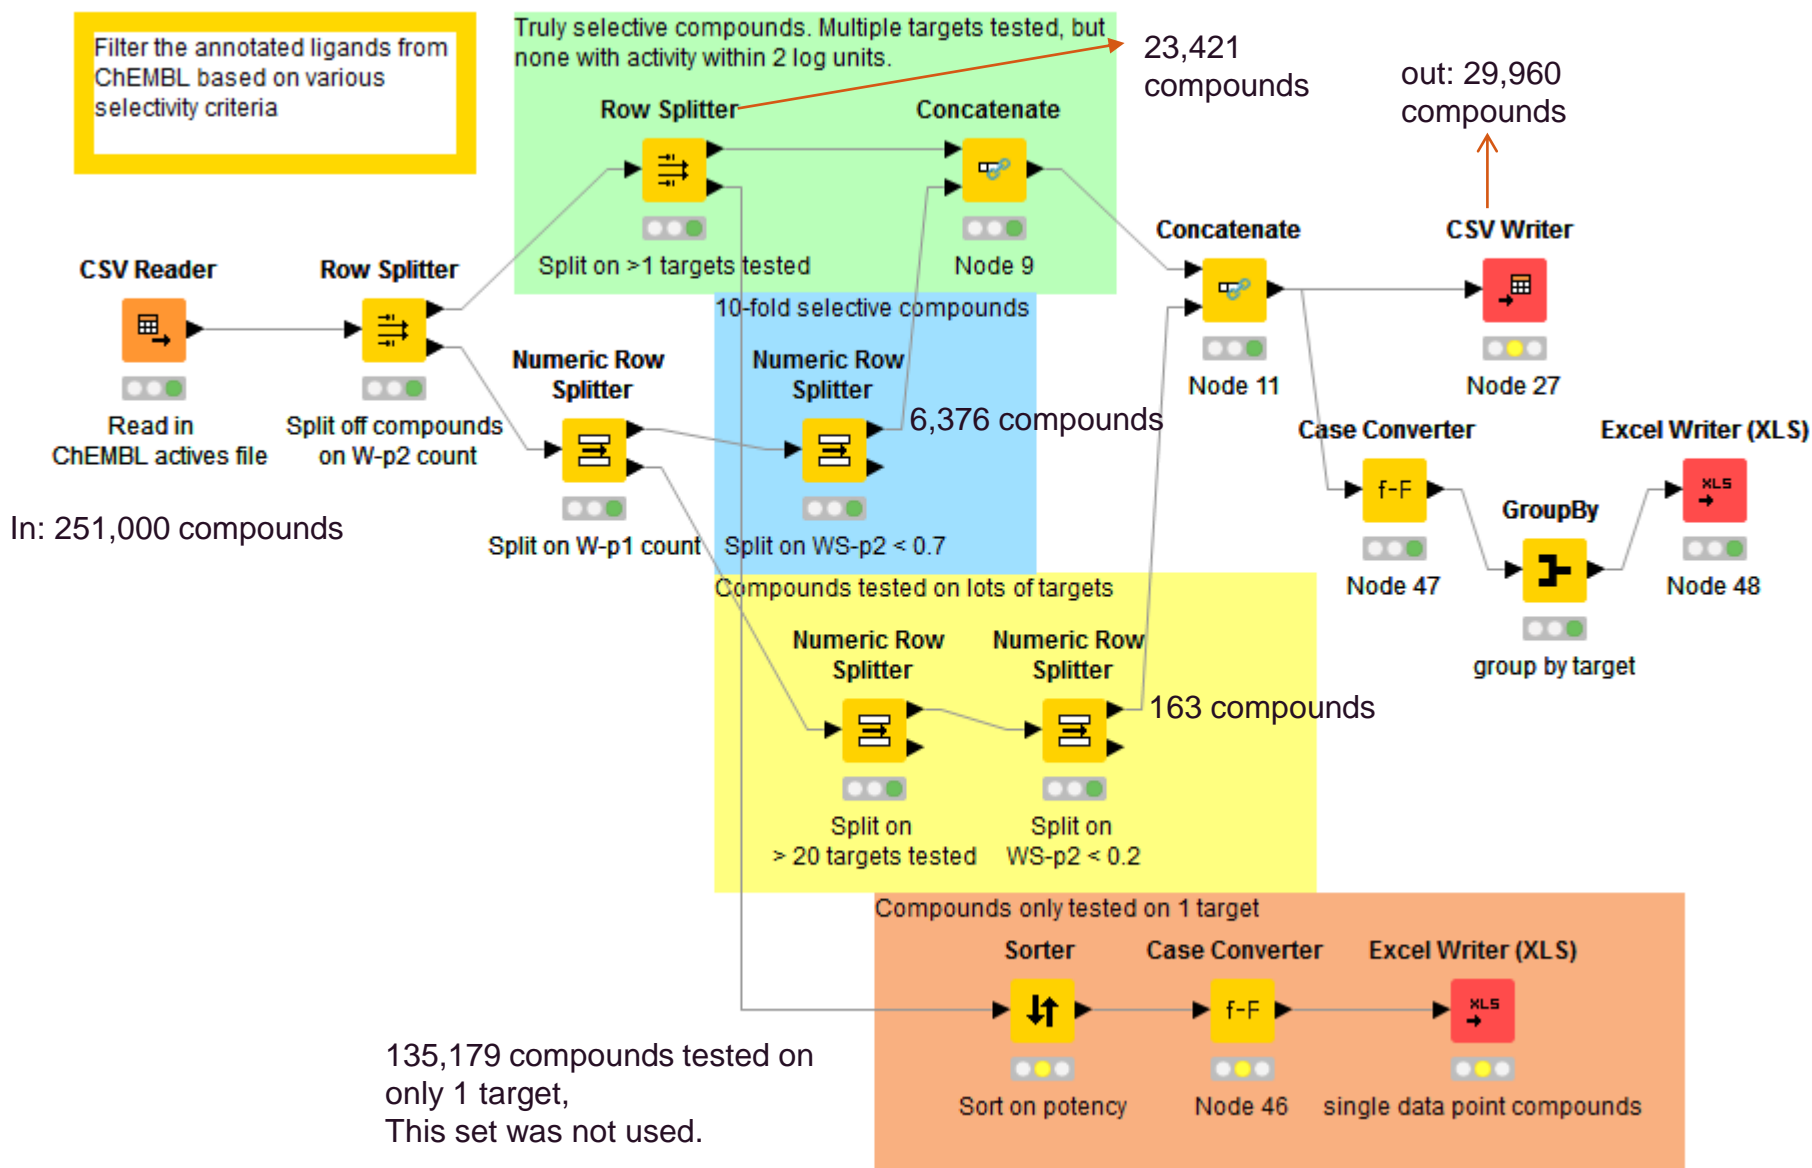 Filter the annotated ligands from
ChEMBL based on various
selectivity criteria
Truly selective compounds. Multiple targets tested, but
none with activity within 2 log units.
23,421
compounds
out: 29,960
compounds
Row Splitter
Concatenate
Split on >1 targets tested
Node 9
CSV Reader
Row Splitter
Read in
ChEMBL actives file
Split off compounds
on W-p2 count
In: 251,000 compounds
Numeric Row
Splitter
Split on W-p1 count
10-fold selective compounds
Numeric Row
Splitter
6,376 compounds
Split on WS-p2 < 0.7
Concatenate
Node 11
CSV Writer
Node 27
Case Converter
f-F
Node 47
GroupBy
group by target
Excel Writer (XLS)
XLS
Node 48
Compounds tested on lots of targets
Numeric Row
Splitter
Numeric Row
Splitter
163 compounds
Split on
> 20 targets tested
Split on
WS-p2 < 0.2
Compounds only tested on 1 target
Sorter
Case Converter
Excel Writer (XLS)
f-F
XLS
Sort on potency
Node 46
single data point compounds
135,179 compounds tested on
only 1 target,
This set was not used.